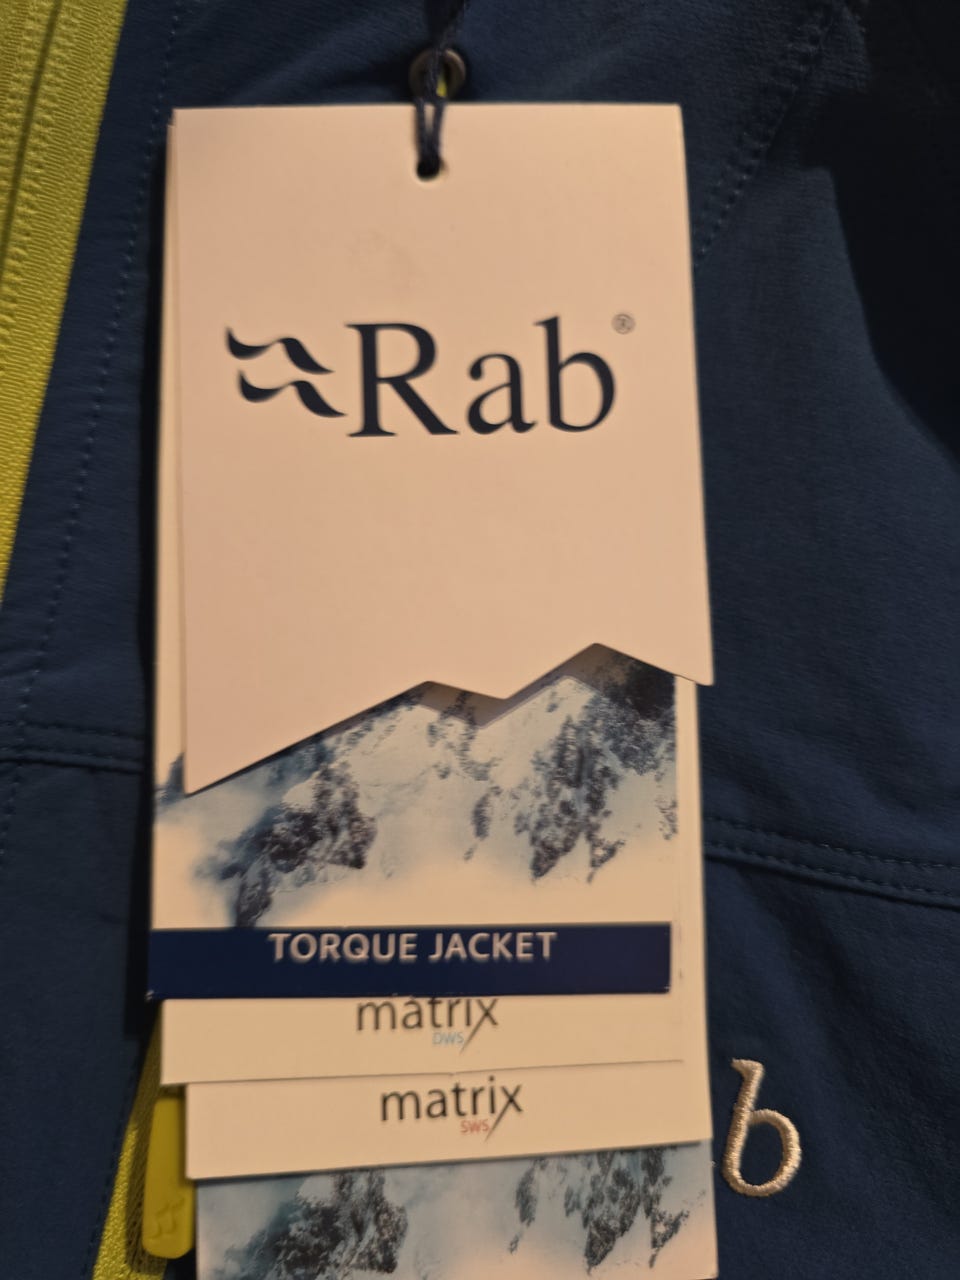 Rab®
TORQUE JACKET
matrix
DWS
matrix
SWS
b